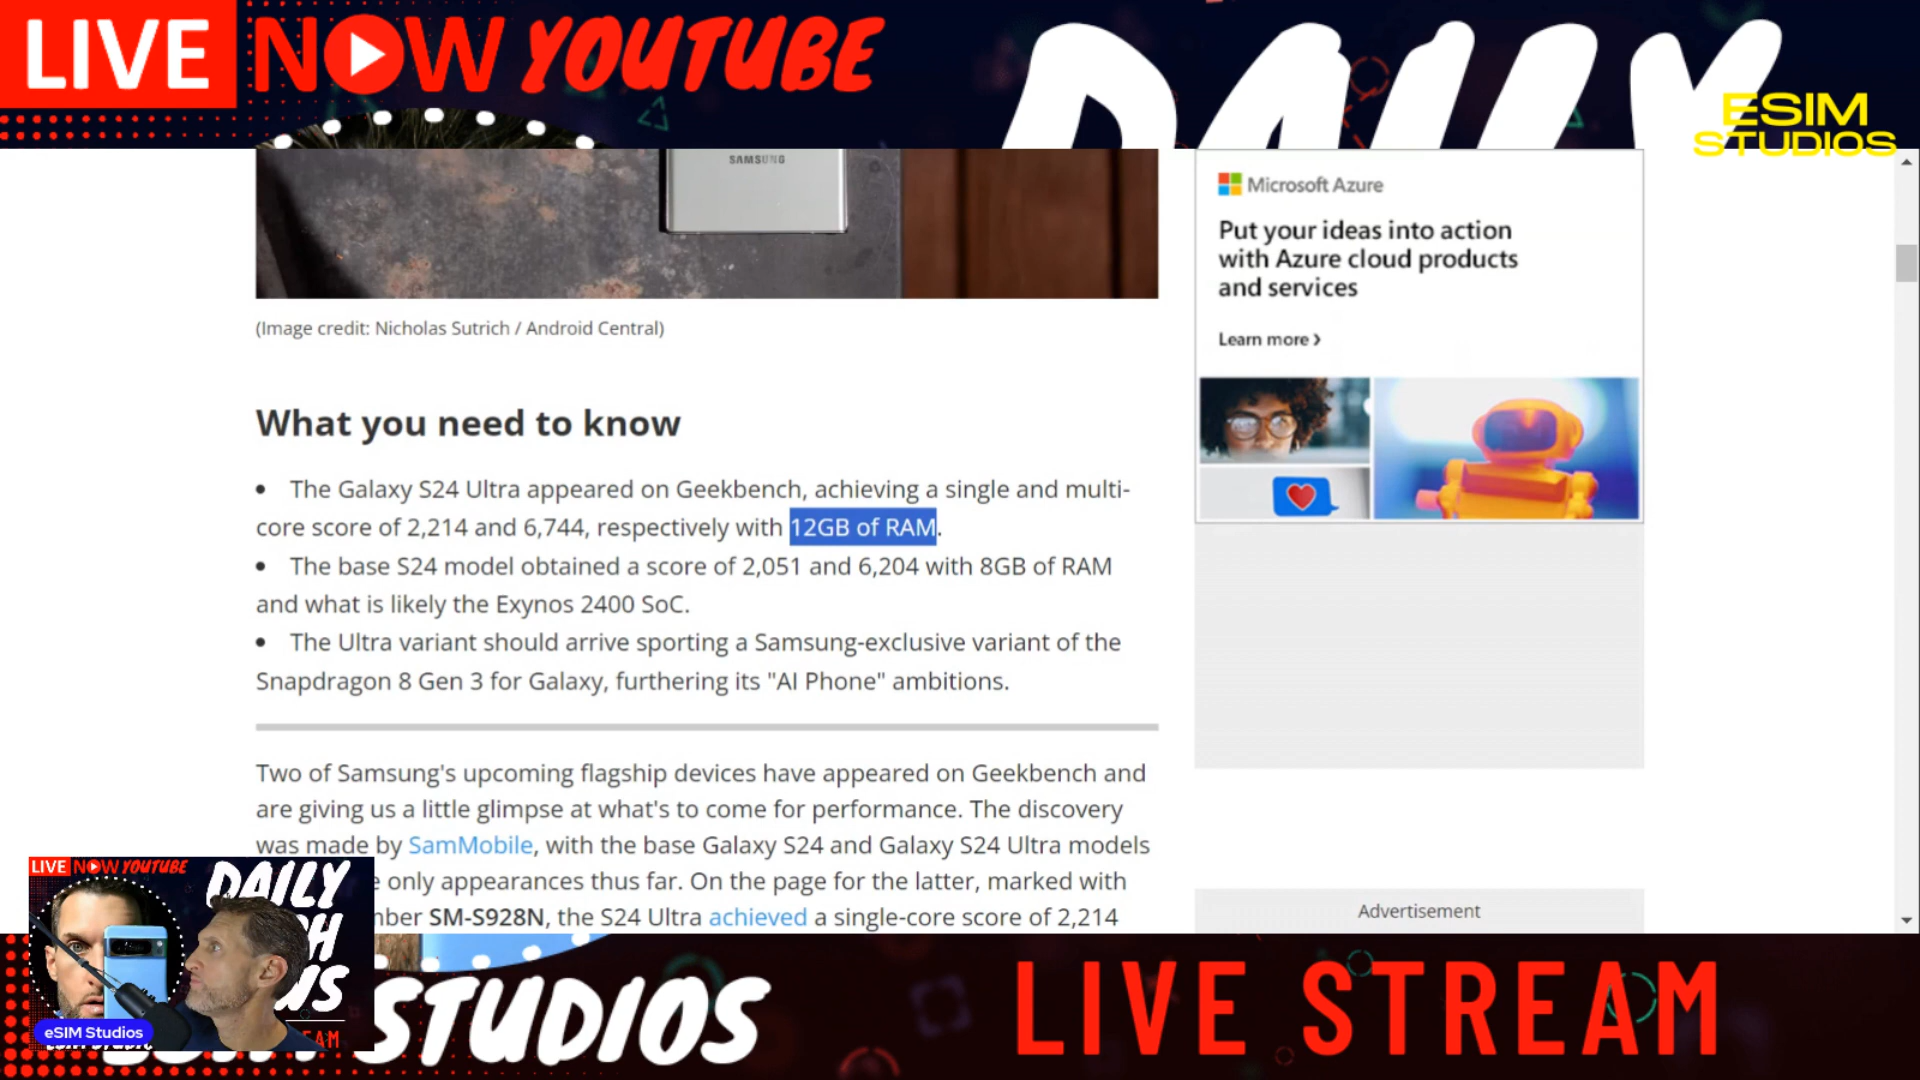 LIVE NOW YOUTUBE
DAILY
ESIM
STUDIOS
SAMSUNG
(Image credit: Nicholas Sutrich / Android Central)
What you need to know
• The Galaxy S24 Ultra appeared on Geekbench, achieving a single and multi-
core score of 2,214 and 6,744, respectively with 12GB of RAM.
• The base S24 model obtained a score of 2,051 and 6,204 with 8GB of RAM
and what is likely the Exynos 2400 SoC.
• The Ultra variant should arrive sporting a Samsung-exclusive variant of the
Snapdragon 8 Gen 3 for Galaxy, furthering its "AI Phone" ambitions.
Two of Samsung's upcoming flagship devices have appeared on Geekbench and
are giving us a little glimpse at what's to come for performance. The discovery
was made by SamMobile, with the base Galaxy S24 and Galaxy S24 Ultra models
only appearances thus far. On the page for the latter, marked with
SM-S928N, the S24 Ultra achieved a single-core score of 2,214
Microsoft Azure
Put your ideas into action
with Azure cloud products
and services
Learn more ›
Advertisement
LIVE NOW YOUTUBE
DAILY
eSIM Studios
STUDIOS
LIVE STREAM